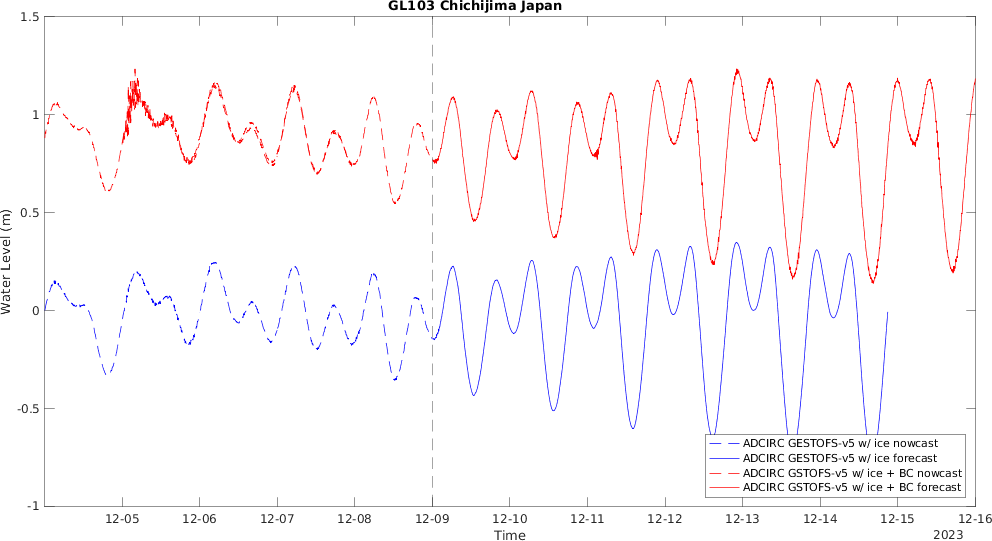 GL103 Chichijima Japan
1.5
1
0.5
0
-0.5
-1
Water Level (m)
ADCIRC GESTOFS-v5 w/ ice nowcast
ADCIRC GESTOFS-v5 w/ ice forecast
ADCIRC GSTOFS-v5 w/ ice + BC nowcast
ADCIRC GSTOFS-v5 w/ ice + BC forecast
12-05 12-06 12-07 12-08 12-09 12-10 12-11 12-12 12-13 12-14 12-15 12-16
Time
2023